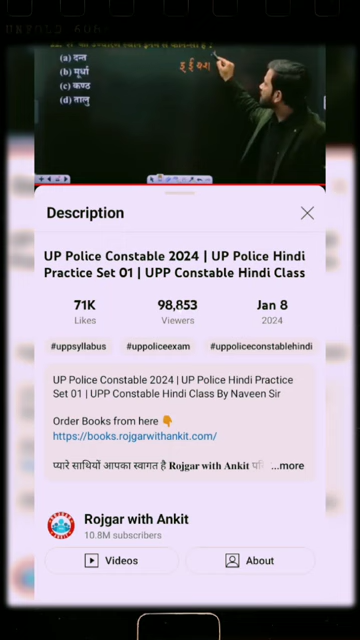 (a) दन्त
(b) मूर्धा
(c) कण्ठ
(d) तालु
Description
UP Police Constable 2024 | UP Police Hindi
Practice Set 01 | UPP Constable Hindi Class
71K
98,853
Jan 8
Likes
Viewers
2024
#uppsyllabus
#uppoliceexam
#uppoliceconstablehindi
UP Police Constable 2024 | UP Police Hindi Practice
Set 01 | UPP Constable Hindi Class By Naveen Sir
Order Books from here 👇
https://books.rojgarwithankit.com/
प्यारे साथियों आपका स्वागत है Rojgar with Ankit
...more
Rojgar with Ankit
10.8M subscribers
Videos
About